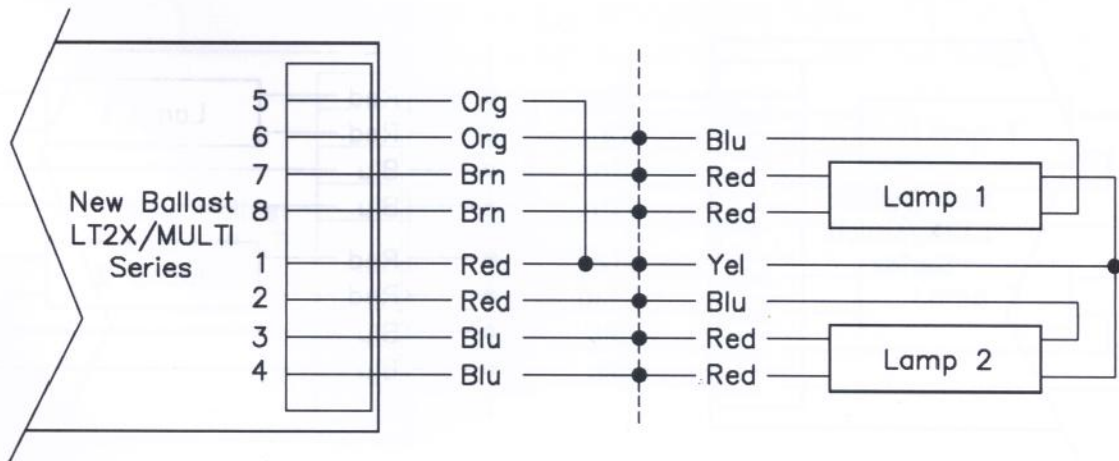 5 Org
6 Org Blu
7 Brn Red
8 Brn Red
Lamp 1
New Ballast
LT2X/MULTI
Series
1 Red Yel
2 Red Blu
3 Blu Red
4 Blu Red
Lamp 2